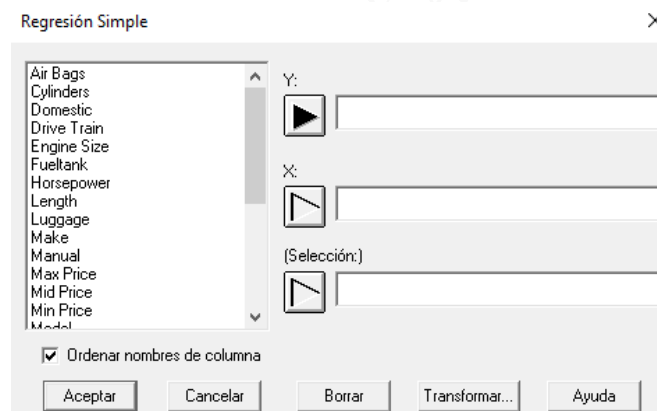 Regresión Simple
Air Bags
Cylinders
Domestic
Drive Train
Engine Size
Fueltank
Horsepower
Length
Luggage
Make
Manual
Max Price
Mid Price
Min Price
Model
Y:
X:
(Selección:)
Ordenar nombres de columna
Aceptar
Cancelar
Borrar
Transformar...
Ayuda